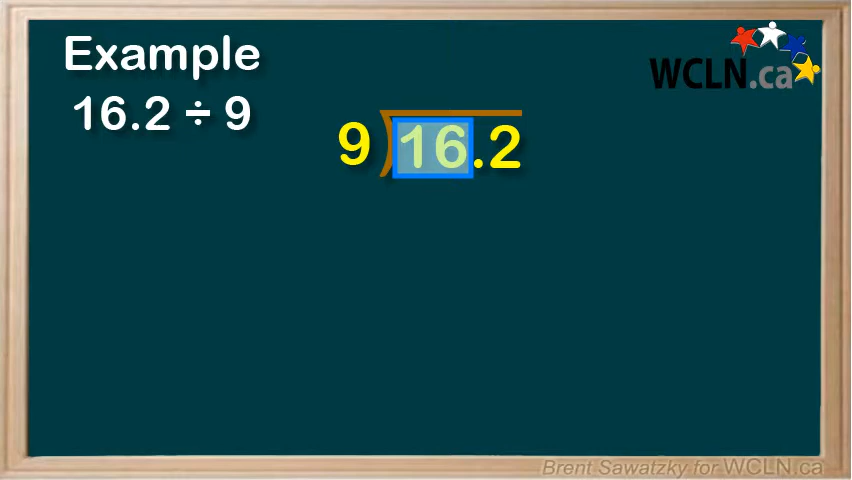 Example
16.2 ÷ 9
WCLN.ca
9 16.2
Brent Sawatzky for WCLN.ca